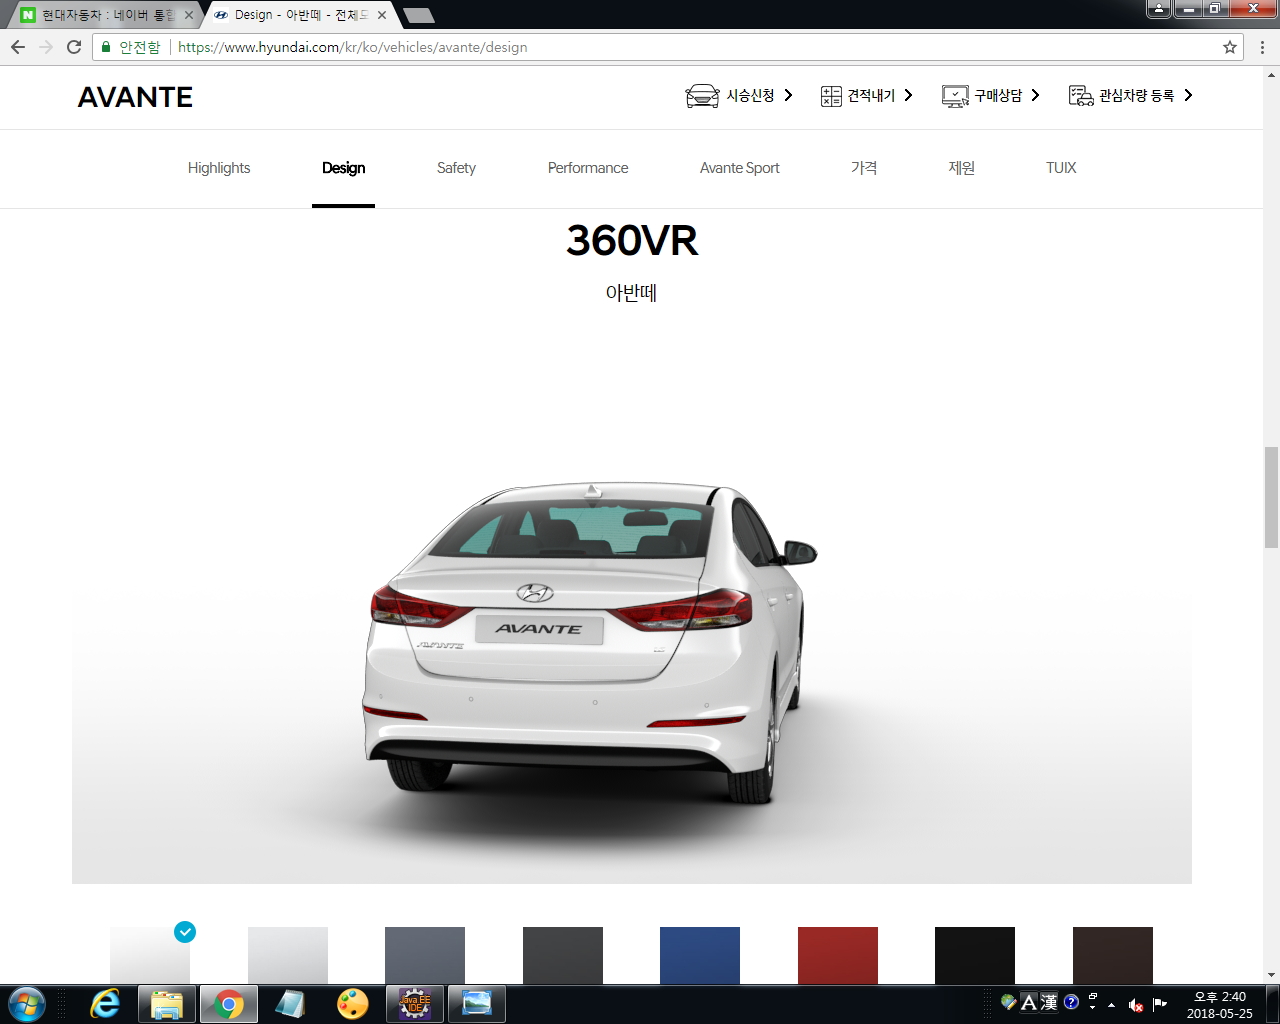 현대자동차 : 네이버 통합
Design - 아반떼 - 전체모
안전함
https://www.hyundai.com/kr/ko/vehicles/avante/design
AVANTE
시승신청
견적내기
구매상담
관심차량 등록
Highlights
Design
Safety
Performance
Avante Sport
가격
제원
TUIX
360VR
아반떼
AVANTE
AVANTE
Java EE
IDE
A
漢
오후 2:40
2018-05-25